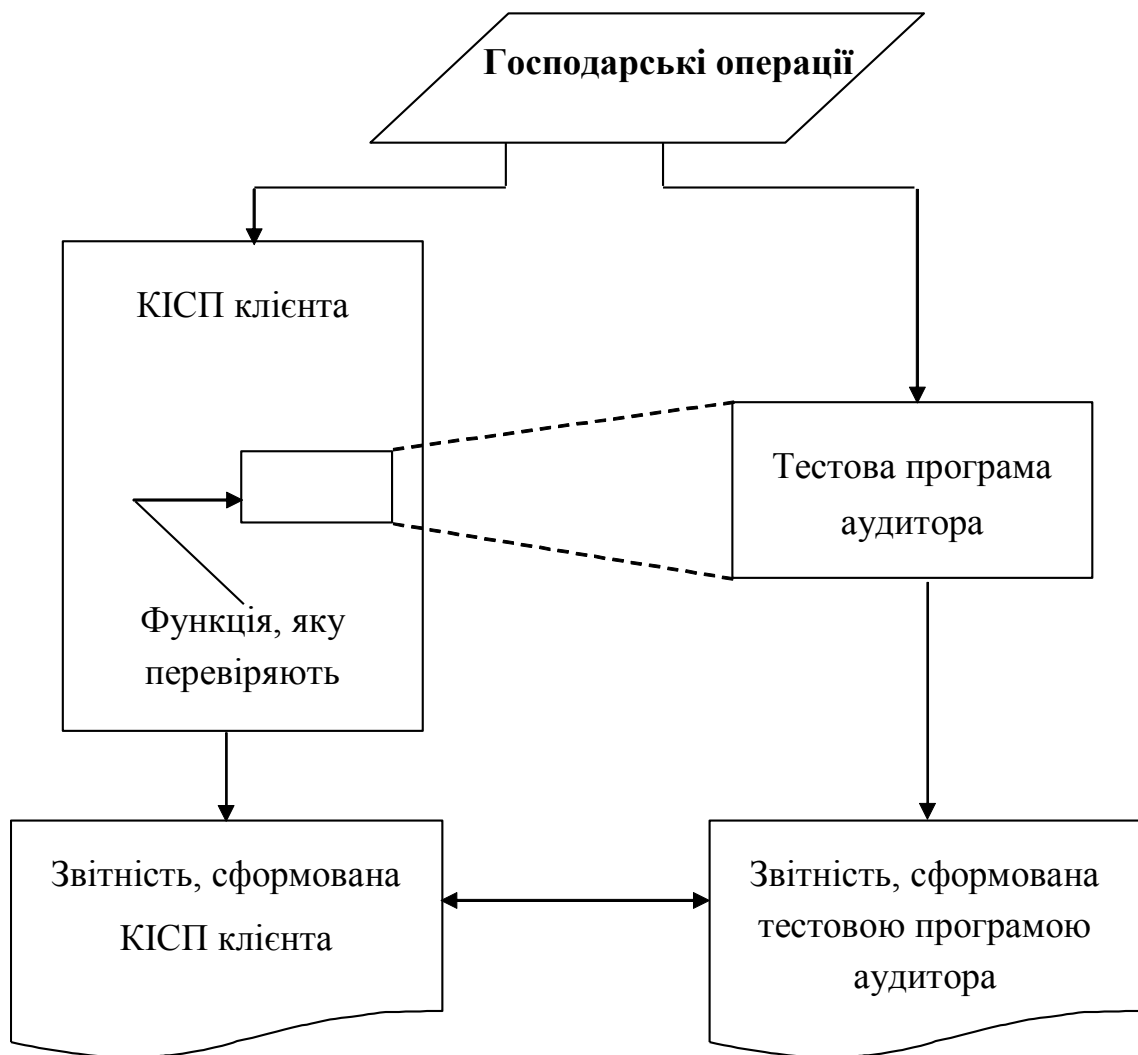 Господарські операції
КІСП клієнта
Тестова програма
аудитора
Функція, яку
перевіряють
Звітність, сформована
КІСП клієнта
Звітність, сформована
тестовою програмою
аудитора